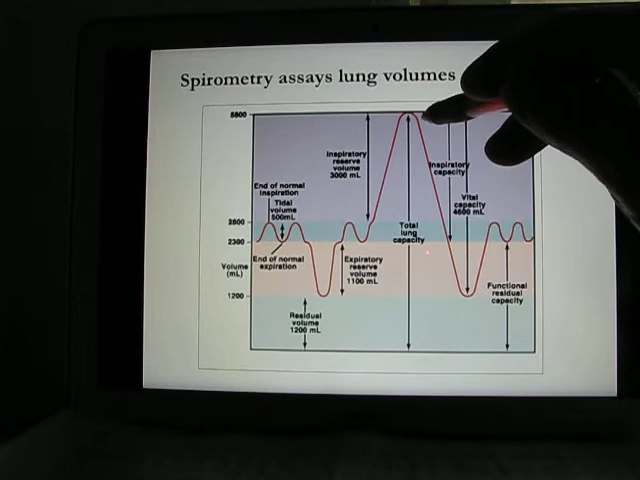 Spirometry assays lung volumes
5800
Inspiratory
reserve
volume
3000 mL
Inspiratory
capacity
End of normal
inspiration
Tidal
volume
500mL
Vital
capacity
4600 mL
2800
2300
Total
lung
capacity
Volume
(mL)
End of normal
expiration
Expiratory
reserve
volume
1100 mL
Functional
residual
capacity
1200
Residual
volume
1200 mL